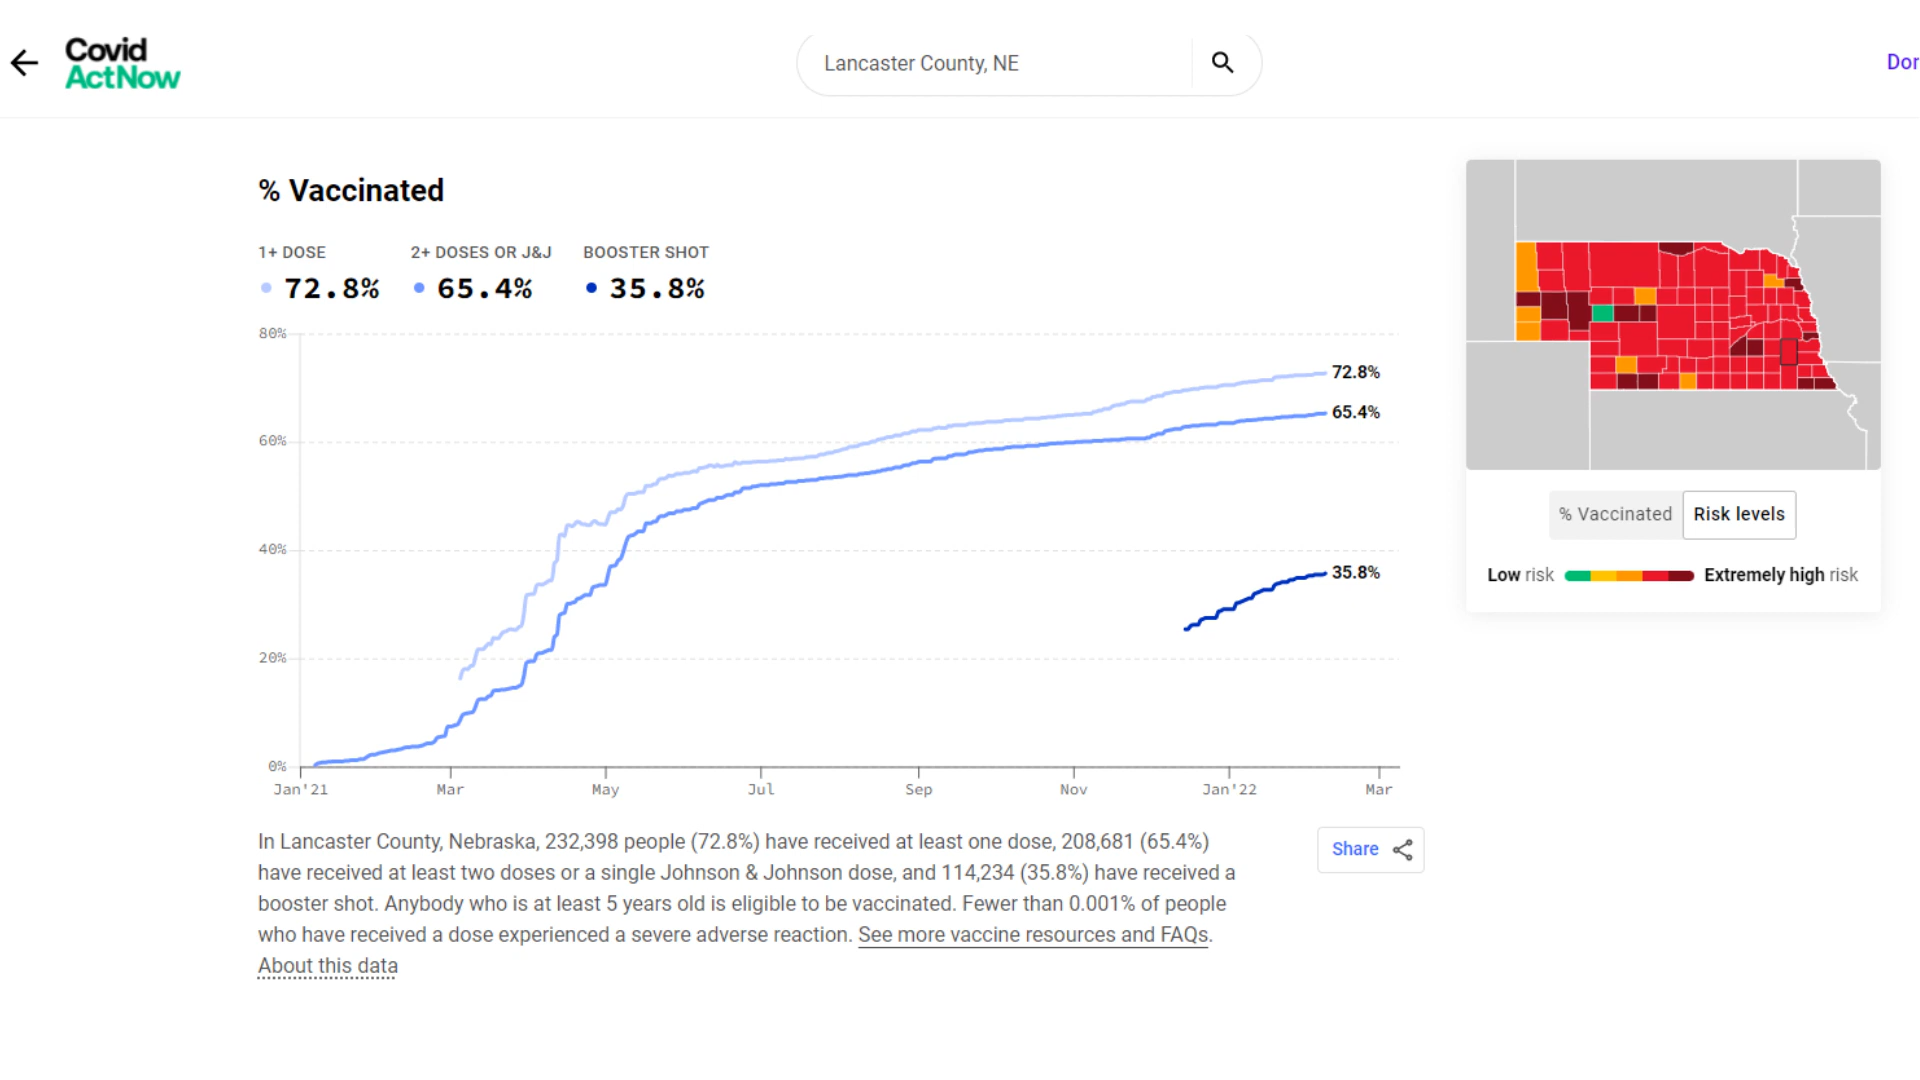 Covid
ActNow
Lancaster County, NE
Dor
% Vaccinated
1+ DOSE
2+ DOSES OR J&J
BOOSTER SHOT
72.8%
65.4%
35.8%
80%
60%
40%
20%
0%
72.8%
65.4%
35.8%
Jan'21
Mar
May
Jul
Sep
Nov
Jan'22
Mar
% Vaccinated
Risk levels
Low risk
Extremely high risk
In Lancaster County, Nebraska, 232,398 people (72.8%) have received at least one dose, 208,681 (65.4%)
have received at least two doses or a single Johnson & Johnson dose, and 114,234 (35.8%) have received a
booster shot. Anybody who is at least 5 years old is eligible to be vaccinated. Fewer than 0.001% of people
who have received a dose experienced a severe adverse reaction. See more vaccine resources and FAQs.
About this data
Share